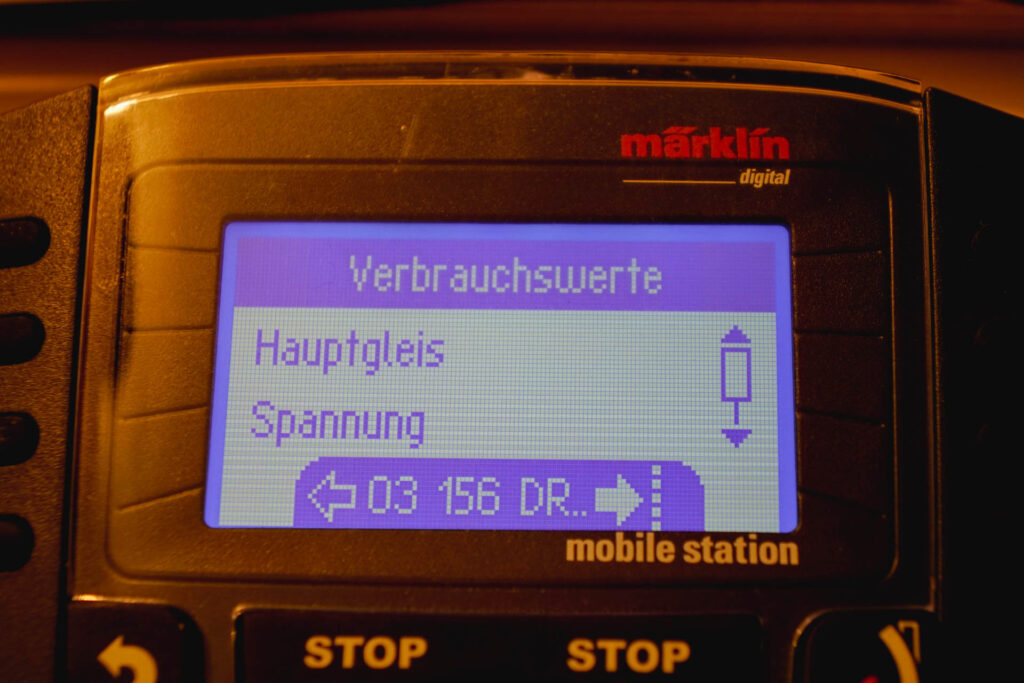 märklin
digital
Verbrauchswerte
Hauptgleis
Spannung
03 156 DR..
mobile station
STOP STOP